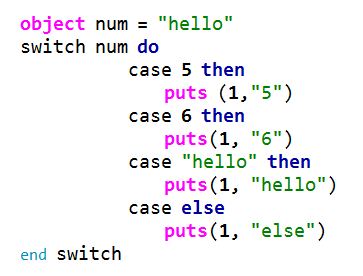 object num = "hello"
switch num do
case 5 then
puts (1,"5")
case 6 then
puts(1, "6")
case "hello" then
puts(1, "hello")
case else
puts(1, "else")
end switch